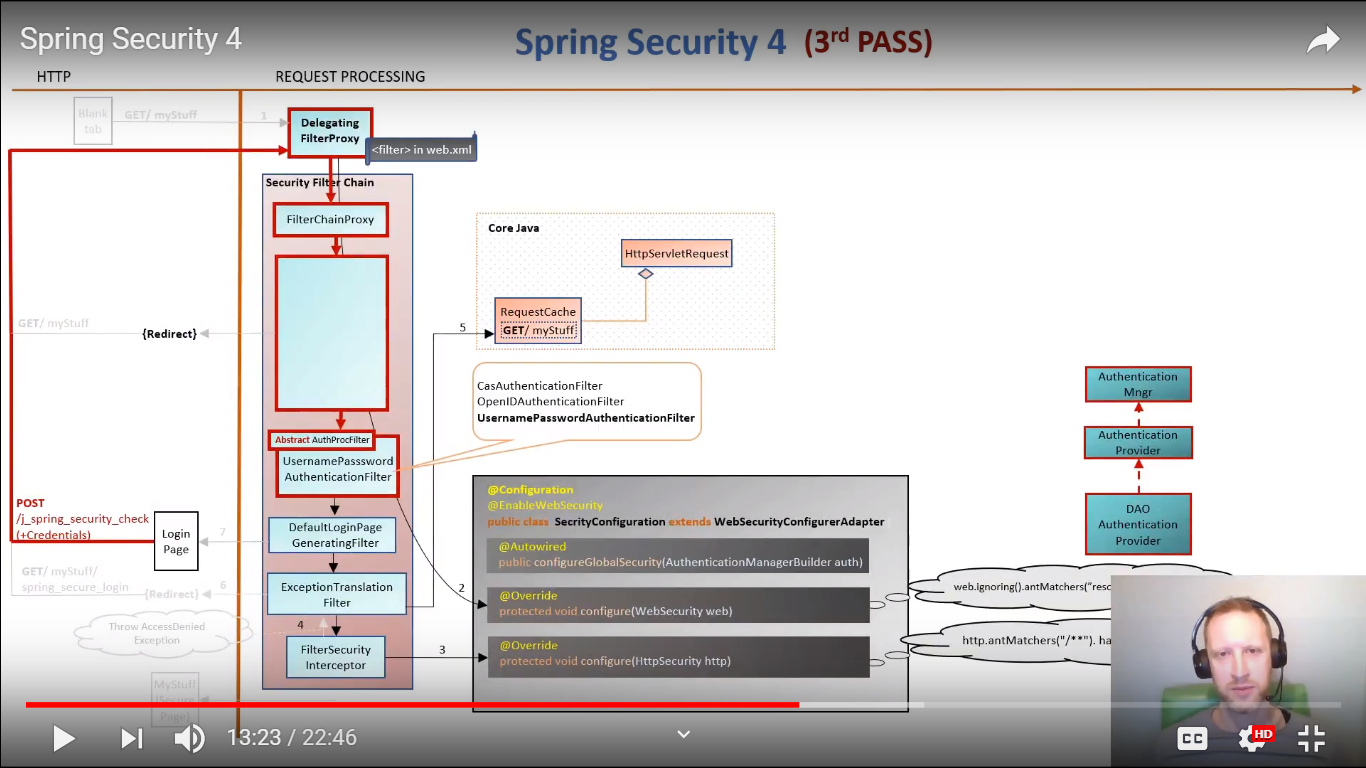 Spring Security 4
Spring Security 4 (3rd PASS)
HTTP
REQUEST PROCESSING
Blank
tab
GET/ myStuff
1
Delegating
FilterProxy
<filter> in web.xml
Security Filter Chain
FilterChainProxy
Core Java
HttpServletRequest
RequestCache
GET/ myStuff
5
GET/ myStuff
{Redirect}
CasAuthenticationFilter
OpenIDAuthenticationFilter
UsernamePasswordAuthenticationFilter
Authentication
Mngr
Authentication
Provider
DAO
Authentication
Provider
Abstract AuthProcFilter
UsernamePasssword
AuthenticationFilter
POST
/j_spring_security_check
(+Credentials)
Login
Page
7
DefaultLoginPage
GeneratingFilter
GET/ myStuff/
spring_secure_login
{Redirect}
6
ExceptionTranslation
Filter
Throw AccessDenied
Exception
4
FilterSecurity
Interceptor
2
3
MyStuff
(Secure
Page)
@Configuration
@EnableWebSecurity
public class SecrityConfiguration extends WebSecurityConfigurerAdapter
@Autowired
public configureGlobalSecurity(AuthenticationManagerBuilder auth)
@Override
protected void configure(WebSecurity web)
@Override
protected void configure(HttpSecurity http)
web.ignoring().antMatchers("resc
http.antMatchers("/**"). ha
13:23 / 22:46
CC
HD